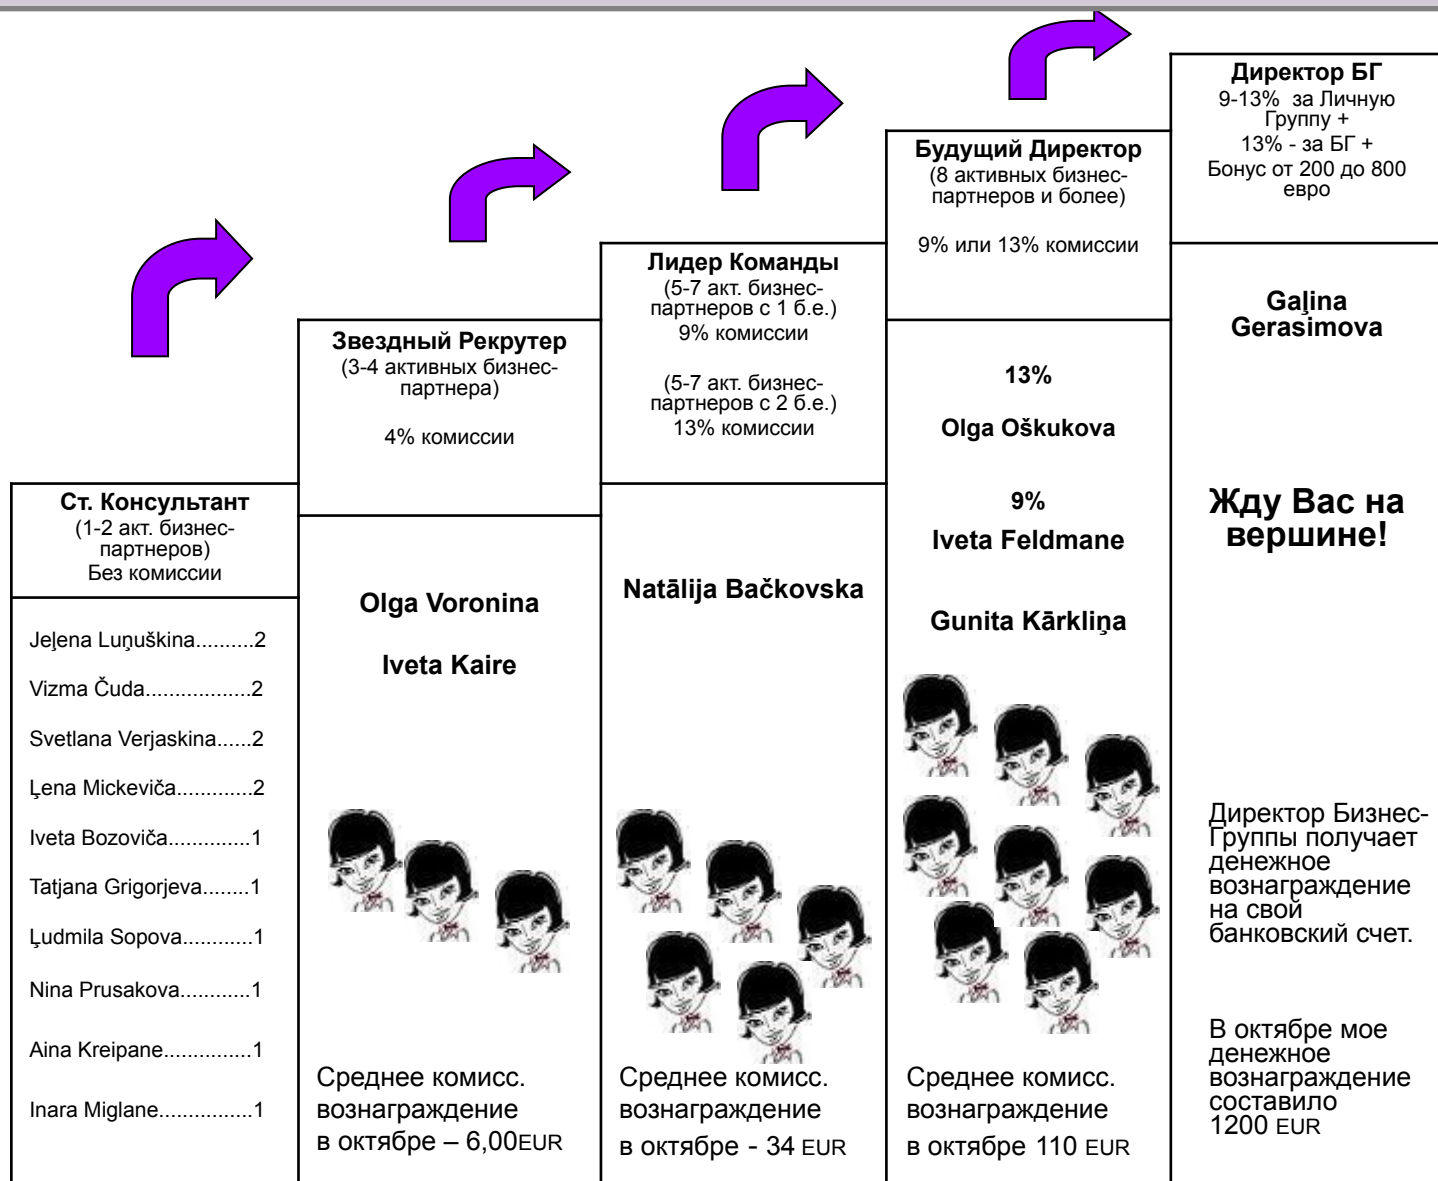 Директор БГ
9-13% за Личную
Группу +
13% - за БГ +
Бонус от 200 до 800
евро
Gaļina
Gerasimova
Жду Вас на
вершине!
Директор Бизнес-
Группы получает
денежное
вознаграждение
на свой
банковский счет.
В октябре мое
денежное
вознаграждение
составило
1200 EUR
Будущий Директор
(8 активных бизнес-
партнеров и более)
9% или 13% комиссии
13%
Olga Oškukova
9%
Iveta Feldmane
Gunita Kārkliņa
Среднее комисс.
вознаграждение
в октябре 110 EUR
Лидер Команды
(5-7 акт. бизнес-
партнеров с 1 б.е.)
9% комиссии
(5-7 акт. бизнес-
партнеров с 2 б.е.)
13% комиссии
Natālija Bačkovska
Среднее комисс.
вознаграждение
в октябре - 34 EUR
Звездный Рекрутер
(3-4 активных бизнес-
партнера)
4% комиссии
Olga Voronina
Iveta Kaire
Среднее комисс.
вознаграждение
в октябре – 6,00EUR
Ст. Консультант
(1-2 акт. бизнес-
партнеров)
Без комиссии
Jeļena Luņuškina..........2
Vizma Čuda..................2
Svetlana Verjaskina......2
Ļena Mickeviča.............2
Iveta Bozoviča..............1
Tatjana Grigorjeva........1
Ļudmila Sopova............1
Nina Prusakova............1
Aina Kreipane...............1
Inara Miglane................1